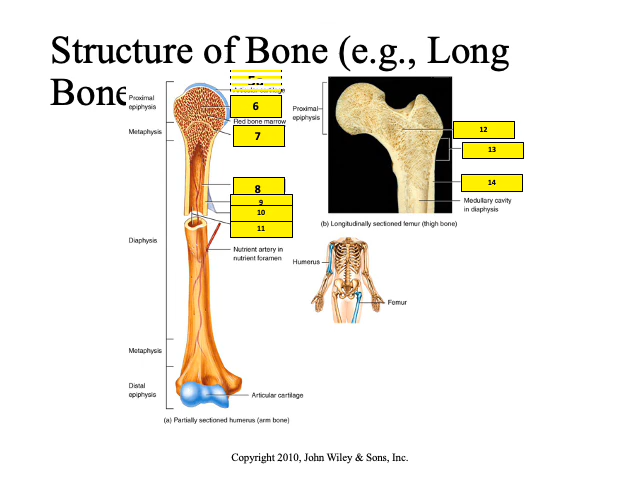 Structure of Bone (e.g., Long
Bone
Proximal
epiphysis
6
Red bone marrow
7
Metaphysis
8
9
10
11
Diaphysis
Nutrient artery in
nutrient foramen
Metaphysis
Distal
epiphysis
Articular cartilage
(a) Partially sectioned humerus (arm bone)
Proximal
epiphysis
12
13
14
Medullary cavity
in diaphysis
(b) Longitudinally sectioned femur (thigh bone)
Humerus
Femur
Copyright 2010, John Wiley & Sons, Inc.